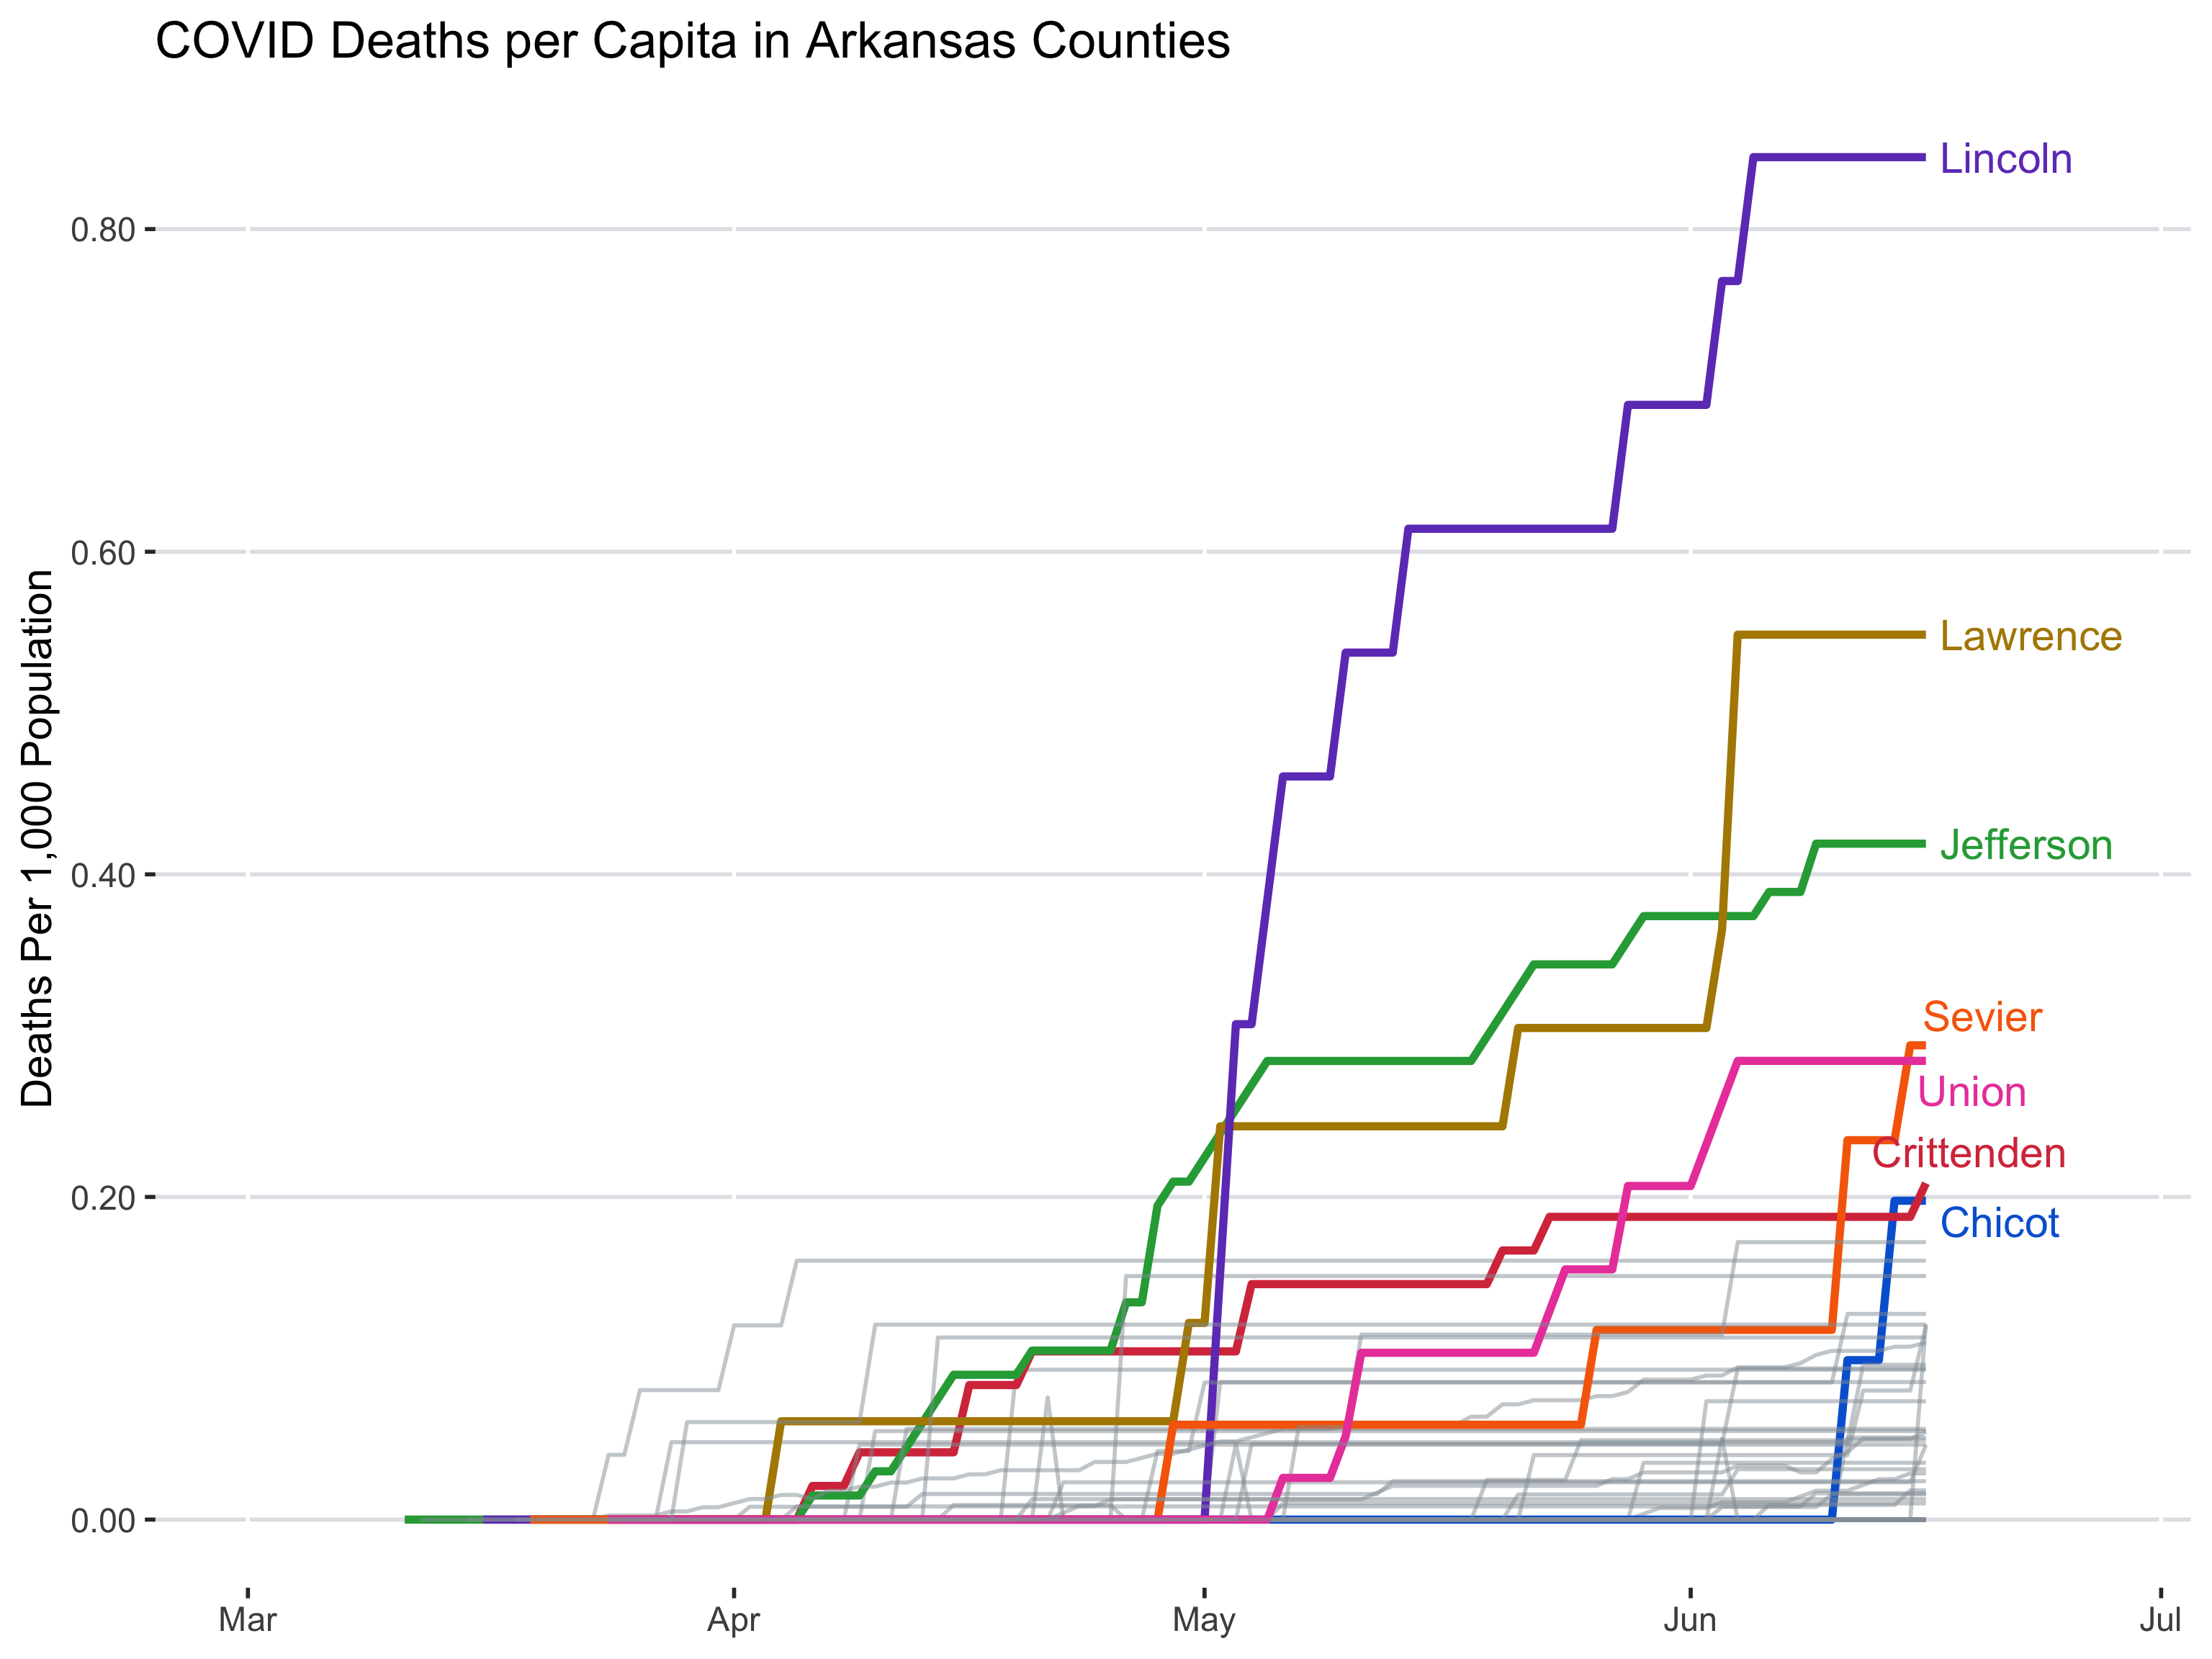 COVID Deaths per Capita in Arkansas Counties
Deaths Per 1,000 Population
0.80
0.60
0.40
0.20
0.00
Lincoln
Lawrence
Jefferson
Sevier
Union
Crittenden
Chicot
Mar
Apr
May
Jun
Jul